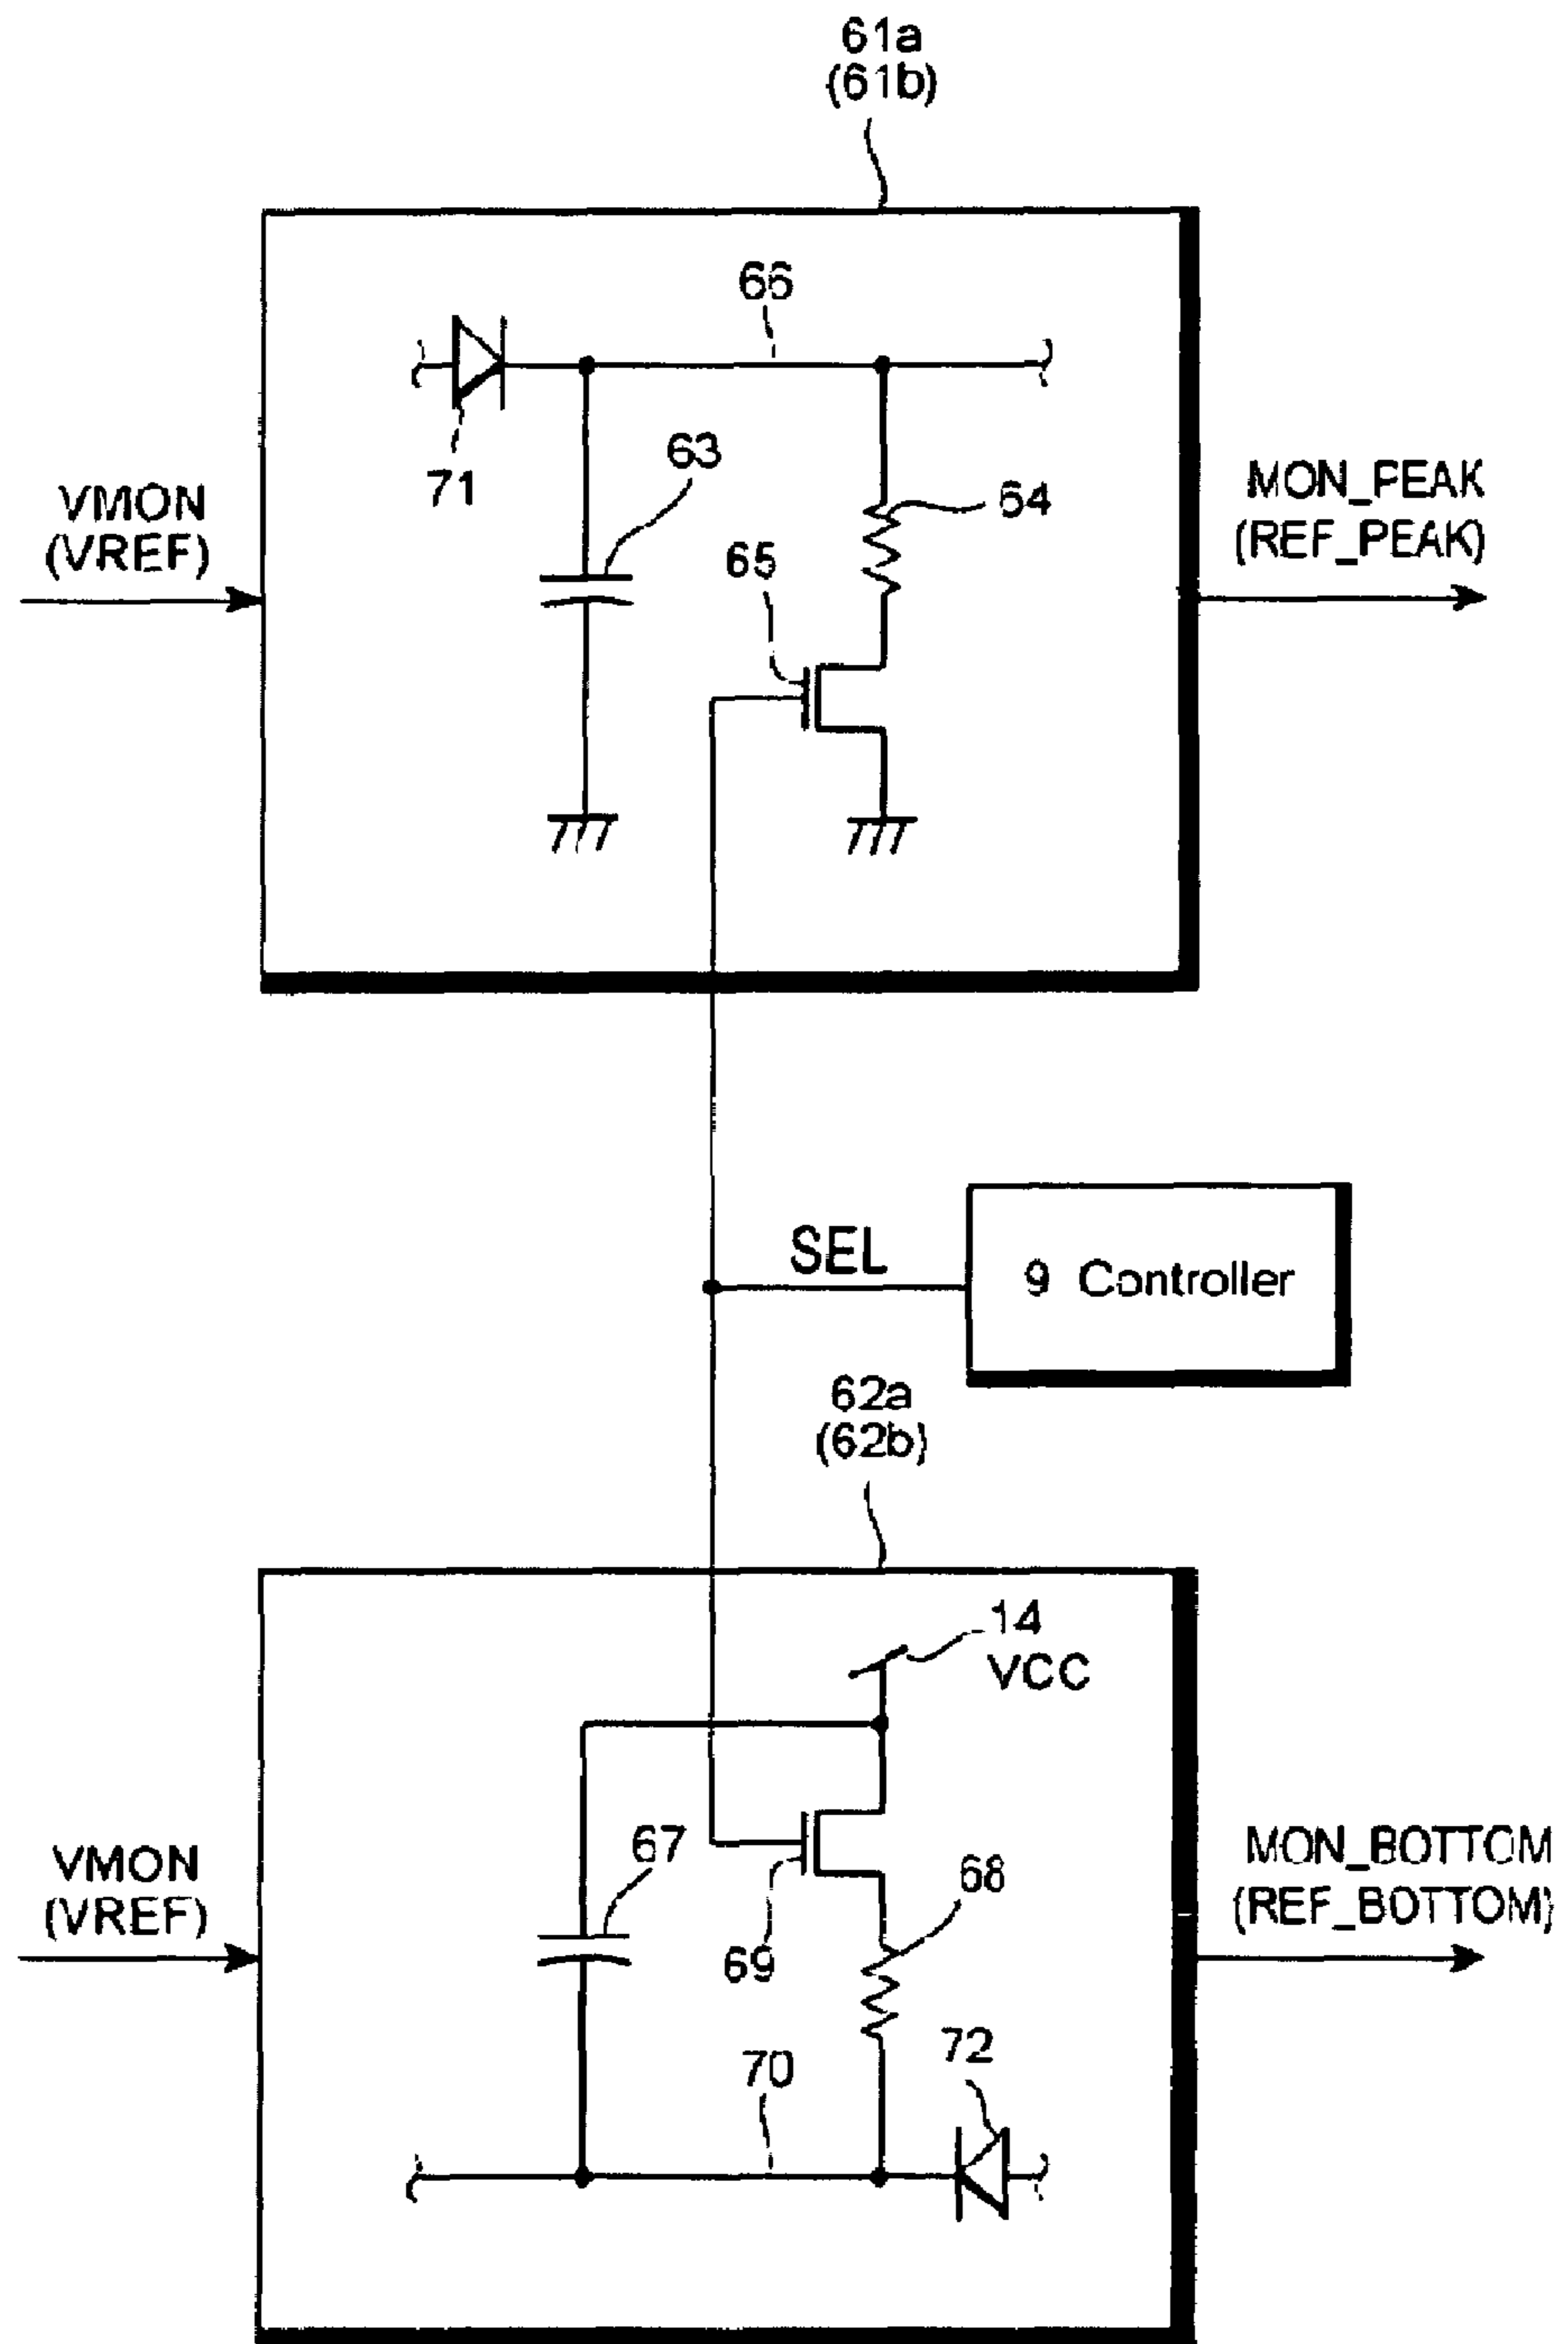 61a
(61b)
66
71
63
64
65
VMON
(VREF)
MON_PEAK
(REF_PEAK)
SEL
9 Controller
62a
(62b)
14
VCC
67
68
69
VMON
(VREF)
MON_BOTTOM
(REF_BOTTOM)
70
72